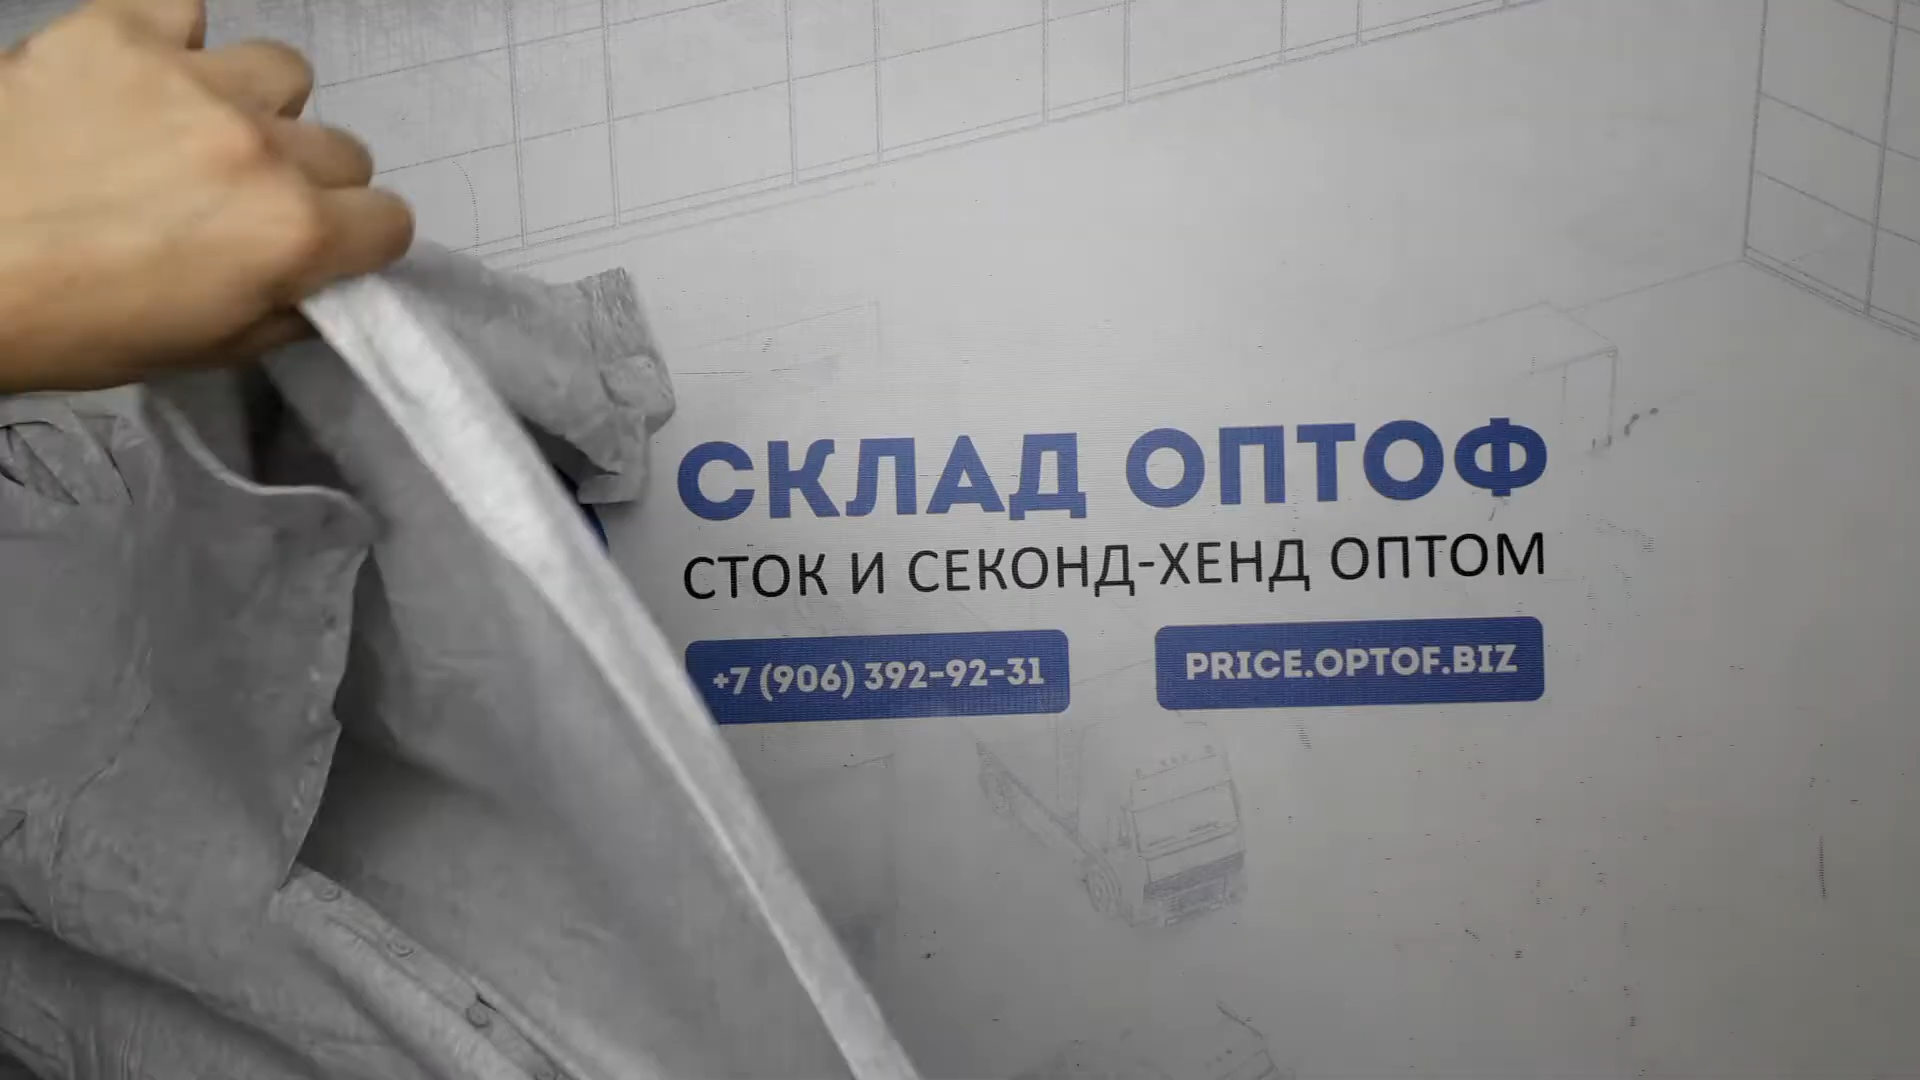 СКЛАД ОПТОФ
СТОК И СЕКОНД-ХЕНД ОПТОМ
+7 (906) 392-92-31
PRICE.OPTOF.BIZ